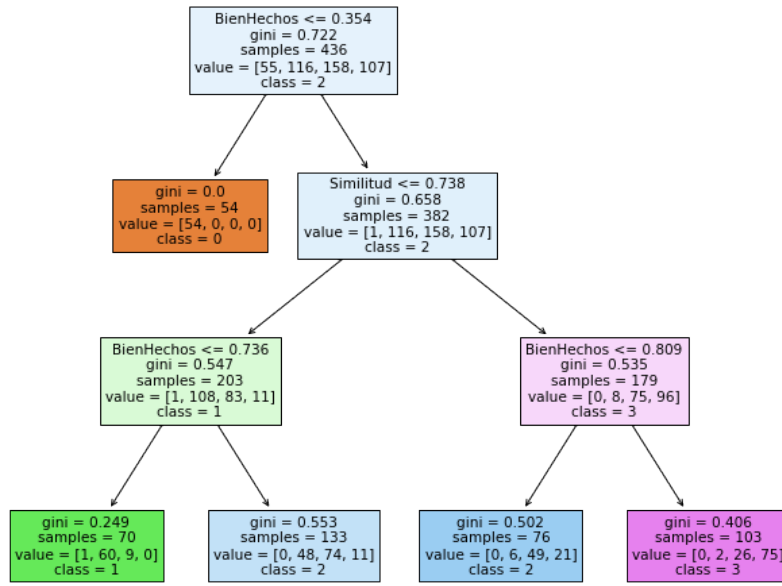 BienHechos <= 0.354
gini = 0.722
samples = 436
value = [55, 116, 158, 107]
class = 2
gini = 0.0
samples = 54
value = [54, 0, 0, 0]
class = 0
Similitud <= 0.738
gini = 0.658
samples = 382
value = [1, 116, 158, 107]
class = 2
BienHechos <= 0.736
gini = 0.547
samples = 203
value = [1, 108, 83, 11]
class = 1
BienHechos <= 0.809
gini = 0.535
samples = 179
value = [0, 8, 75, 96]
class = 3
gini = 0.249
samples = 70
value = [1, 60, 9, 0]
class = 1
gini = 0.553
samples = 133
value = [0, 48, 74, 11]
class = 2
gini = 0.502
samples = 76
value = [0, 6, 49, 21]
class = 2
gini = 0.406
samples = 103
value = [0, 2, 26, 75]
class = 3